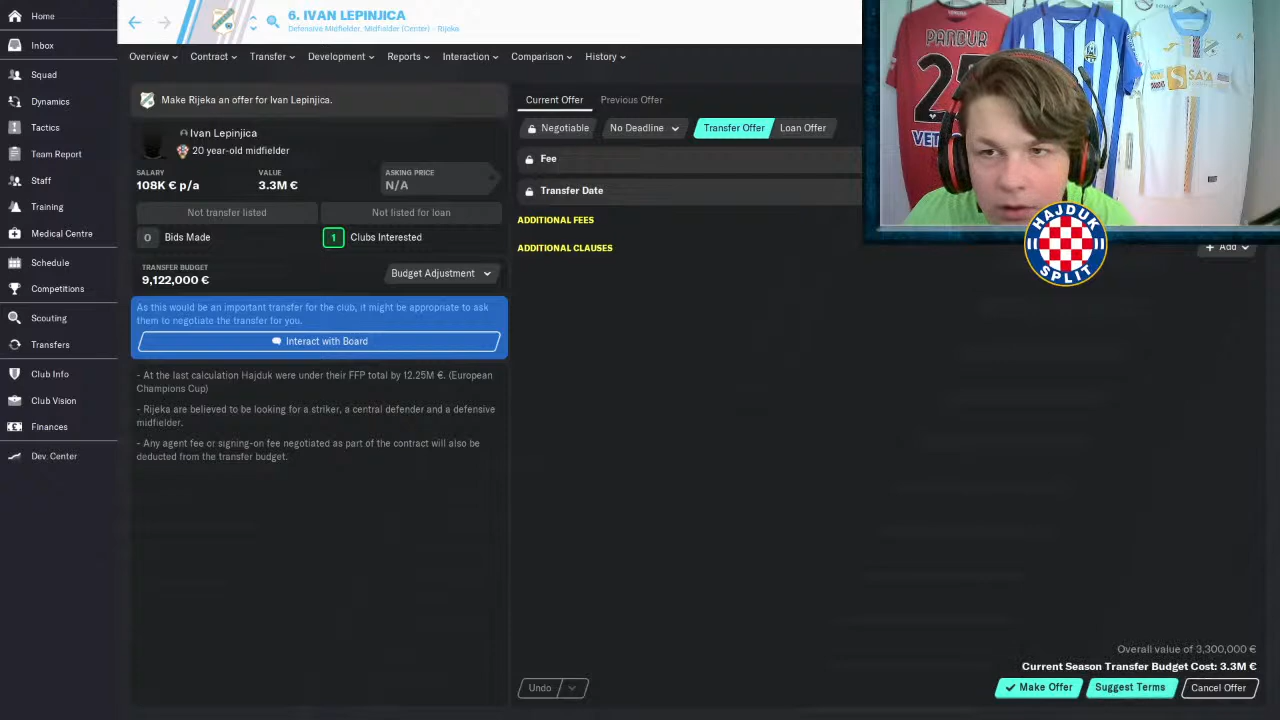 Home
Inbox
Squad
Dynamics
Tactics
Team Report
Staff
Training
Medical Centre
Schedule
Competitions
Scouting
Transfers
Club Info
Club Vision
Finances
Dev. Center
6. IVAN LEPINJICA
Defensive Midfielder, Midfielder (Center) - Rijeka
Overview
Contract
Transfer
Development
Reports
Interaction
Comparison
History
Make Rijeka an offer for Ivan Lepinjica.
Ivan Lepinjica
20 year-old midfielder
SALARY
108K € p/a
VALUE
3.3M €
ASKING PRICE
N/A
Not transfer listed
Not listed for loan
0 Bids Made
1 Clubs Interested
TRANSFER BUDGET
9,122,000 €
Budget Adjustment
As this would be an important transfer for the club, it might be appropriate to ask
them to negotiate the transfer for you.
Interact with Board
- At the last calculation Hajduk were under their FFP total by 12.25M €. (European
Champions Cup)
- Rijeka are believed to be looking for a striker, a central defender and a defensive
midfielder.
- Any agent fee or signing-on fee negotiated as part of the contract will also be
deducted from the transfer budget.
Current Offer
Previous Offer
Negotiable
No Deadline
Transfer Offer
Loan Offer
Fee
Transfer Date
ADDITIONAL FEES
ADDITIONAL CLAUSES
Add
PANDUR
25
HAJDUK
SPLIT
Undo
Overall value of 3,300,000 €
Current Season Transfer Budget Cost: 3.3M €
Make Offer
Suggest Terms
Cancel Offer